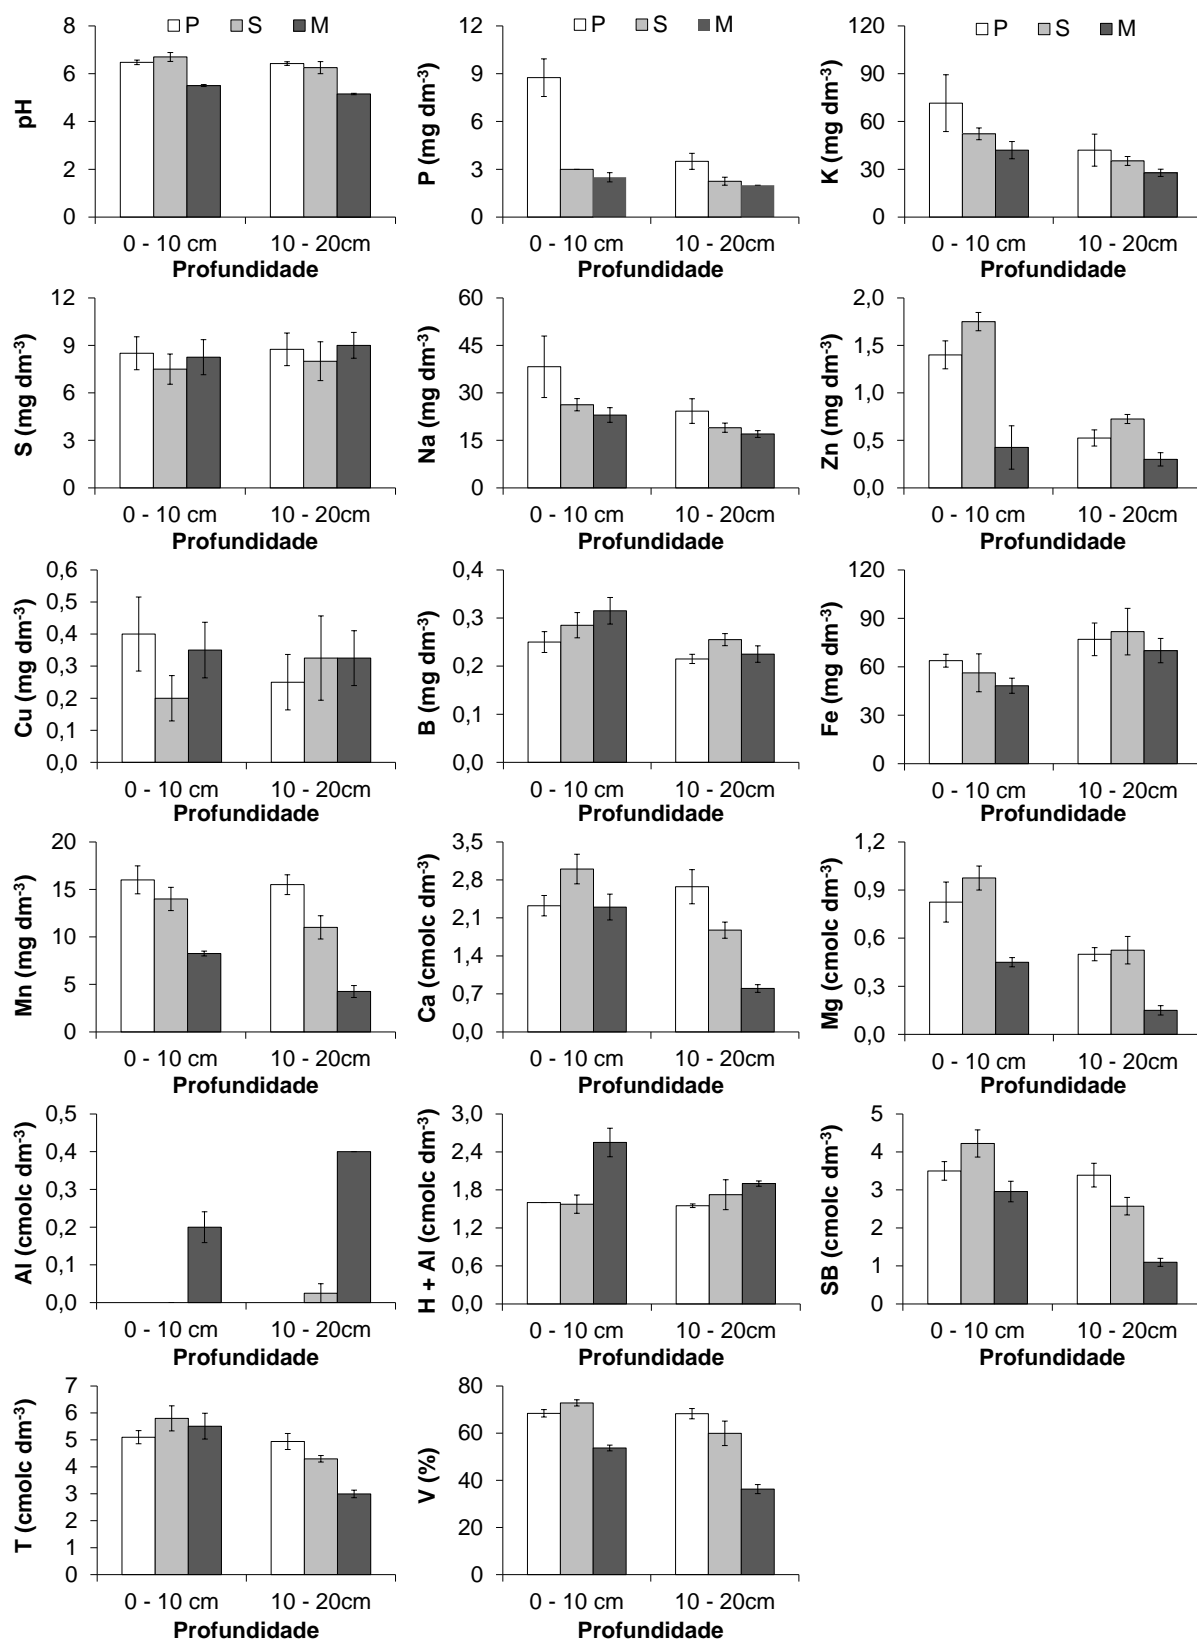 P S M
8
6
4
2
0
pH
0 - 10 cm 10 - 20cm
Profundidade
P S M
12
9
6
3
0
P (mg dm-3)
0 - 10 cm 10 - 20cm
Profundidade
P S M
120
90
60
30
0
K (mg dm-3)
0 - 10 cm 10 - 20cm
Profundidade
12
9
6
3
0
S (mg dm-3)
0 - 10 cm 10 - 20cm
Profundidade
60
45
30
15
0
Na (mg dm-3)
0 - 10 cm 10 - 20cm
Profundidade
2,0
1,5
1,0
0,5
0,0
Zn (mg dm-3)
0 - 10 cm 10 - 20cm
Profundidade
0,6
0,5
0,4
0,3
0,2
0,1
0,0
Cu (mg dm-3)
0 - 10 cm 10 - 20cm
Profundidade
0,4
0,3
0,2
0,1
0,0
B (mg dm-3)
0 - 10 cm 10 - 20cm
Profundidade
120
90
60
30
0
Fe (mg dm-3)
0 - 10 cm 10 - 20cm
Profundidade
20
15
10
5
0
Mn (mg dm-3)
0 - 10 cm 10 - 20cm
Profundidade
3,5
2,8
2,1
1,4
0,7
0,0
Ca (cmolc dm-3)
0 - 10 cm 10 - 20cm
Profundidade
1,2
0,9
0,6
0,3
0,0
Mg (cmolc dm-3)
0 - 10 cm 10 - 20cm
Profundidade
0,5
0,4
0,3
0,2
0,1
0,0
Al (cmolc dm-3)
0 - 10 cm 10 - 20cm
Profundidade
3,0
2,4
1,8
1,2
0,6
0,0
H + Al (cmolc dm-3)
0 - 10 cm 10 - 20cm
Profundidade
5
4
3
2
1
0
SB (cmolc dm-3)
0 - 10 cm 10 - 20cm
Profundidade
7
6
5
4
3
2
1
0
T (cmolc dm-3)
0 - 10 cm 10 - 20cm
Profundidade
80
60
40
20
0
V (%)
0 - 10 cm 10 - 20cm
Profundidade